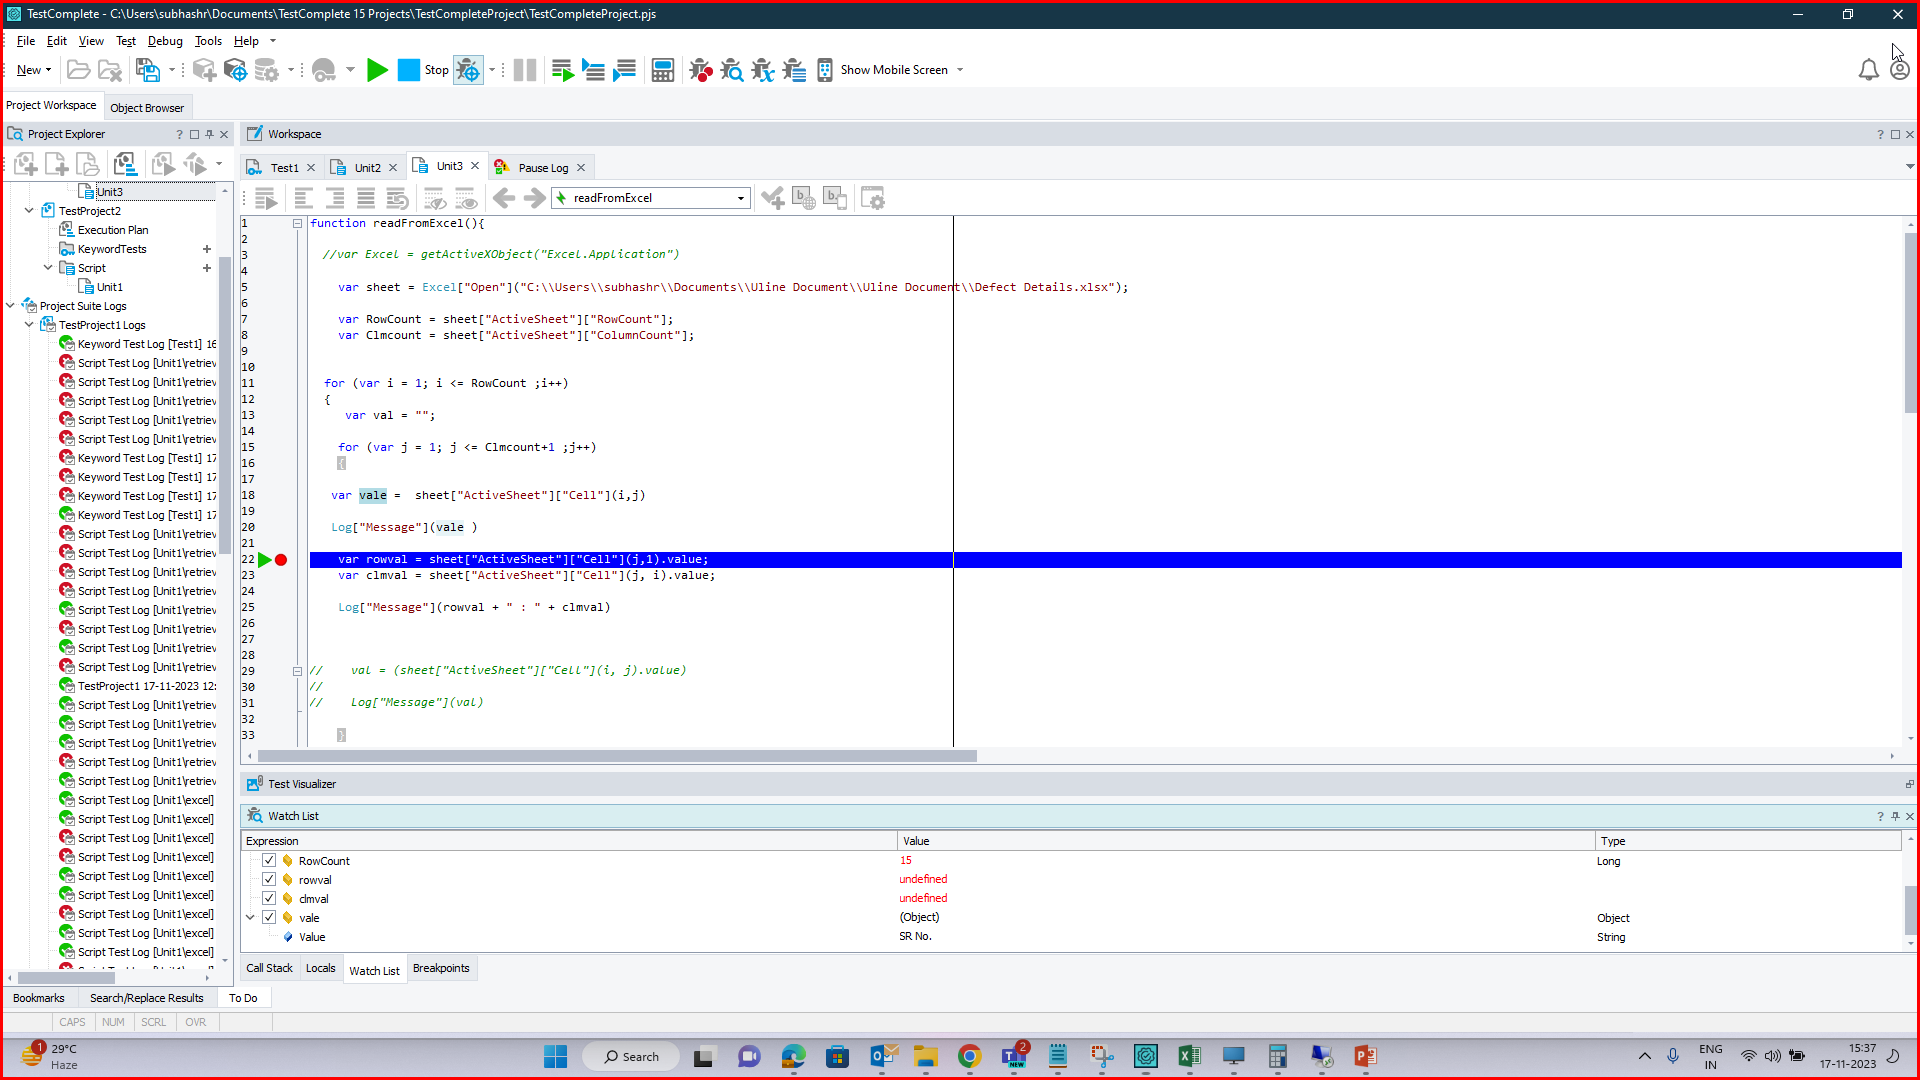 TestComplete - C:\Users\subhashr\Documents\TestComplete 15 Projects\TestCompleteProject\TestCompleteProject.pjs
File Edit View Test Debug Tools Help
New Stop Show Mobile Screen
Project Workspace Object Browser
Project Explorer ?
Workspace ?
Test1 Unit2 Unit3 Pause Log
readFromExcel
Unit3
TestProject2
Execution Plan
KeywordTests +
Script +
Unit1
Project Suite Logs
TestProject1 Logs
Keyword Test Log [Test1] 16
Script Test Log [Unit1\retriev
Script Test Log [Unit1\retriev
Script Test Log [Unit1\retriev
Script Test Log [Unit1\retriev
Script Test Log [Unit1\retriev
Keyword Test Log [Test1] 17
Keyword Test Log [Test1] 17
Keyword Test Log [Test1] 17
Keyword Test Log [Test1] 17
Script Test Log [Unit1\retriev
Script Test Log [Unit1\retriev
Script Test Log [Unit1\retriev
Script Test Log [Unit1\retriev
Script Test Log [Unit1\retriev
Script Test Log [Unit1\retriev
Script Test Log [Unit1\retriev
Script Test Log [Unit1\retriev
TestProject1 17-11-2023 12:
Script Test Log [Unit1\retriev
Script Test Log [Unit1\retriev
Script Test Log [Unit1\retriev
Script Test Log [Unit1\retriev
Script Test Log [Unit1\retriev
Script Test Log [Unit1\excel]
Script Test Log [Unit1\excel]
Script Test Log [Unit1\excel]
Script Test Log [Unit1\excel]
Script Test Log [Unit1\excel]
Script Test Log [Unit1\excel]
Script Test Log [Unit1\excel]
Script Test Log [Unit1\excel]
Script Test Log [Unit1\excel]
1 function readFromExcel(){
2
3 //var Excel = getActiveXObject("Excel.Application")
4
5 var sheet = Excel["Open"]("C:\\Users\\subhashr\\Documents\\Uline Document\\Uline Document\\Defect Details.xlsx");
6
7 var RowCount = sheet["ActiveSheet"]["RowCount"];
8 var Clmcount = sheet["ActiveSheet"]["ColumnCount"];
9
10
11 for (var i = 1; i <= RowCount ;i++)
12 {
13 var val = "";
14
15 for (var j = 1; j <= Clmcount+1 ;j++)
16 {
17
18 var vale = sheet["ActiveSheet"]["Cell"](i,j)
19
20 Log["Message"](vale )
21
22 var rowval = sheet["ActiveSheet"]["Cell"](j,1).value;
23 var clmval = sheet["ActiveSheet"]["Cell"](j, i).value;
24
25 Log["Message"](rowval + " : " + clmval)
26
27
28
29 // val = (sheet["ActiveSheet"]["Cell"](i, j).value)
30 //
31 // Log["Message"](val)
32
33 }
Test Visualizer
Watch List ?
Expression Value Type
RowCount 15 Long
rowval undefined
clmval undefined
vale (Object) Object
Value SR No. String
Call Stack Locals Watch List Breakpoints
Bookmarks Search/Replace Results To Do
CAPS NUM SCRL OVR
1 29°C
Haze
Search
2
NEW
ENG
IN
15:37
17-11-2023